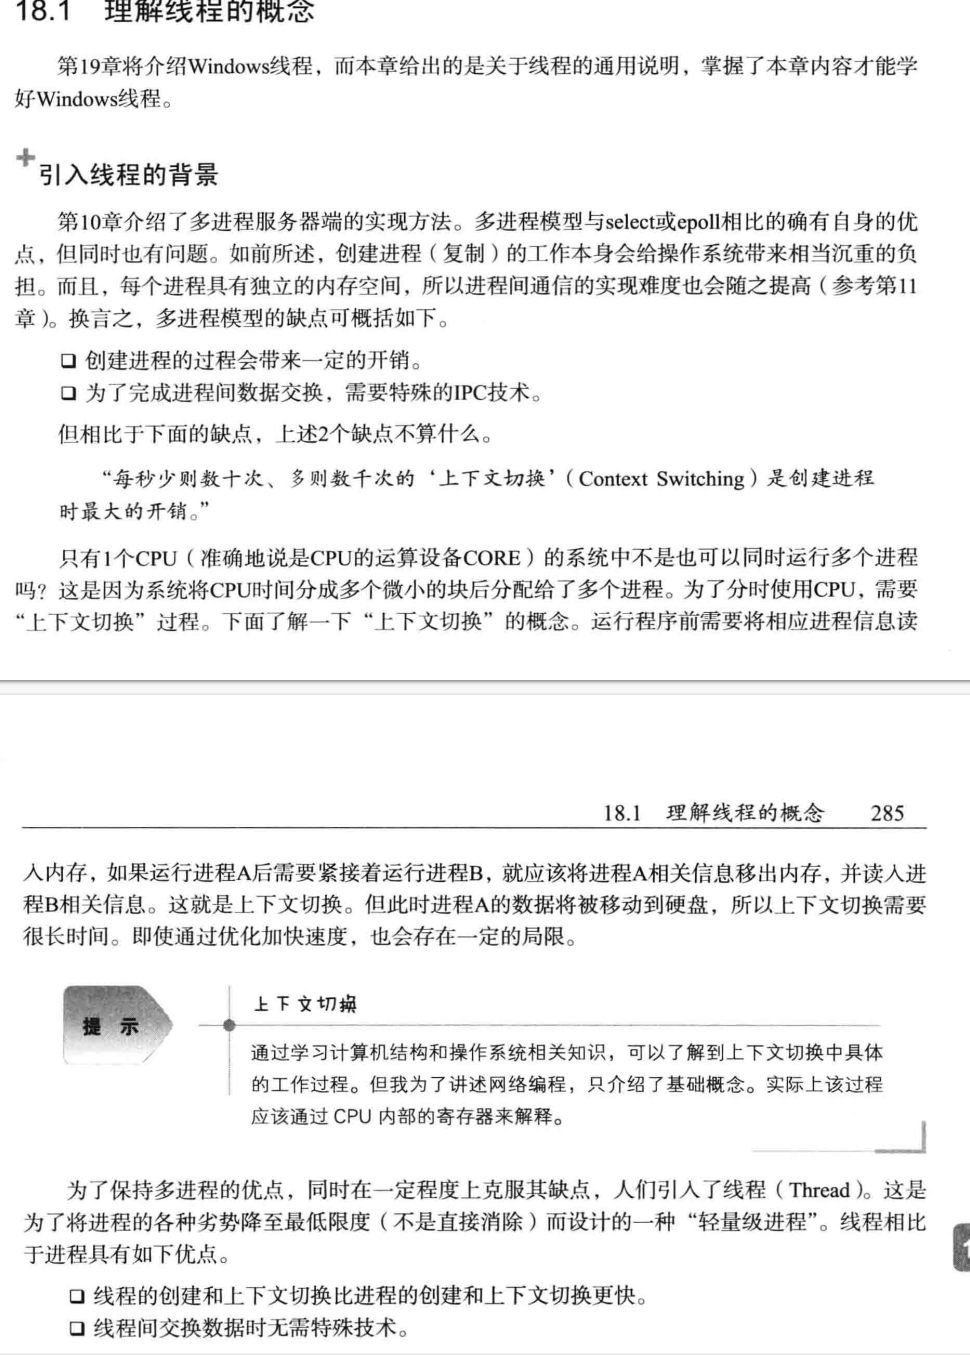 18.1 理解线程的概念
第19章将介绍Windows线程，而本章给出的是关于线程的通用说明，掌握了本章内容才能学
好Windows线程。
引入线程的背景
第10章介绍了多进程服务器端的实现方法。多进程模型与select或epoll相比的确有自身的优
点，但同时也有问题。如前所述，创建进程（复制）的工作本身会给操作系统带来相当沉重的负
担。而且，每个进程具有独立的内存空间，所以进程间通信的实现难度也会随之提高（参考第11
章）。换言之，多进程模型的缺点可概括如下。
❑ 创建进程的过程会带来一定的开销。
❑ 为了完成进程间数据交换，需要特殊的IPC技术。
但相比于下面的缺点，上述2个缺点不算什么。
“每秒少则数十次、多则数千次的‘上下文切换’（Context Switching）是创建进程
时最大的开销。”
只有1个CPU（准确地说是CPU的运算设备CORE）的系统中不是也可以同时运行多个进程
吗？这是因为系统将CPU时间分成多个微小的块后分配给了多个进程。为了分时使用CPU，需要
“上下文切换”过程。下面了解一下“上下文切换”的概念。运行程序前需要将相应进程信息读
18.1 理解线程的概念 285
入内存，如果运行进程A后需要紧接着运行进程B，就应该将进程A相关信息移出内存，并读入进
程B相关信息。这就是上下文切换。但此时进程A的数据将被移动到硬盘，所以上下文切换需要
很长时间。即使通过优化加快速度，也会存在一定的局限。
提 示
上下文切换
通过学习计算机结构和操作系统相关知识，可以了解到上下文切换中具体
的工作过程。但我为了讲述网络编程，只介绍了基础概念。实际上该过程
应该通过 CPU 内部的寄存器来解释。
为了保持多进程的优点，同时在一定程度上克服其缺点，人们引入了线程（Thread）。这是
为了将进程的各种劣势降至最低限度（不是直接消除）而设计的一种“轻量级进程”。线程相比
于进程具有如下优点。
❑ 线程的创建和上下文切换比进程的创建和上下文切换更快。
❑ 线程间交换数据时无需特殊技术。